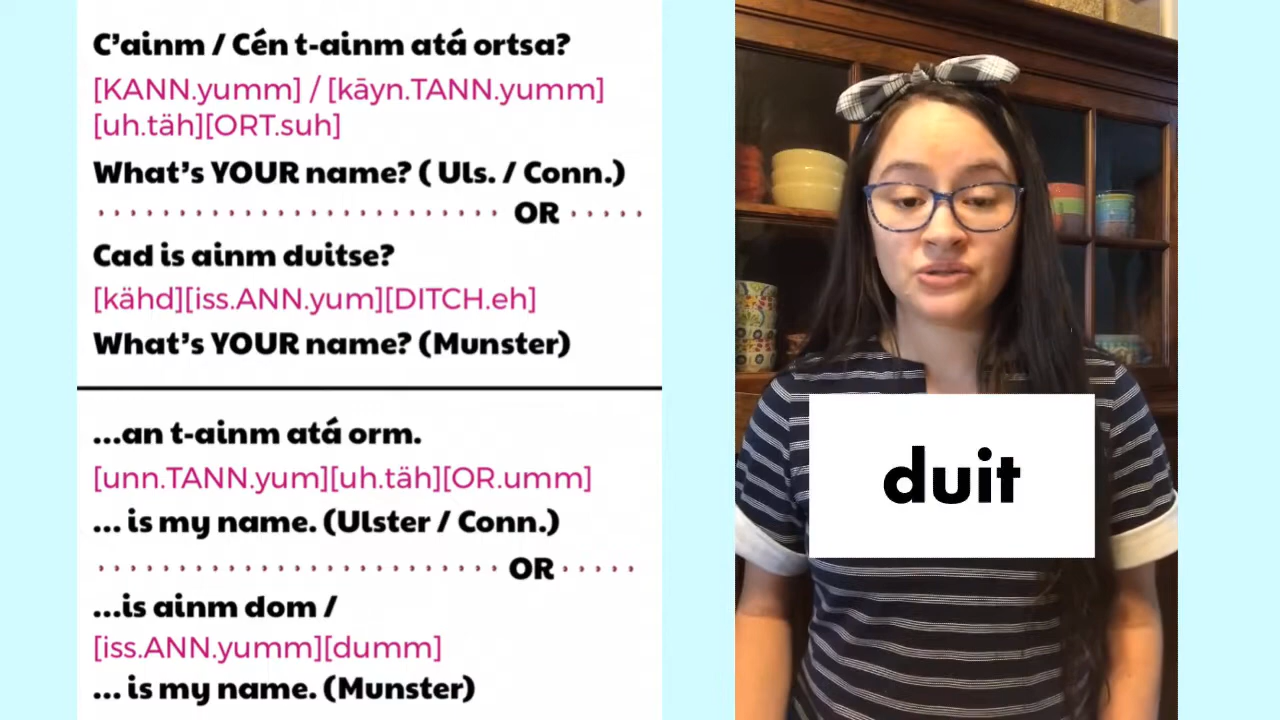 C'ainm / Cén t-ainm atá ortsa?
[KANN.yumm] / [kāyn.TANN.yumm]
[uh.täh][ORT.suh]
What's YOUR name? ( Uls. / Conn.)
OR
Cad is ainm duitse?
[kähd][iss.ANN.yum][DITCH.eh]
What's YOUR name? (Munster)
...an t-ainm atá orm.
[unn.TANN.yum][uh.täh][OR.umm]
... is my name. (Ulster / Conn.)
OR
...is ainm dom /
[iss.ANN.yumm][dumm]
... is my name. (Munster)
duit